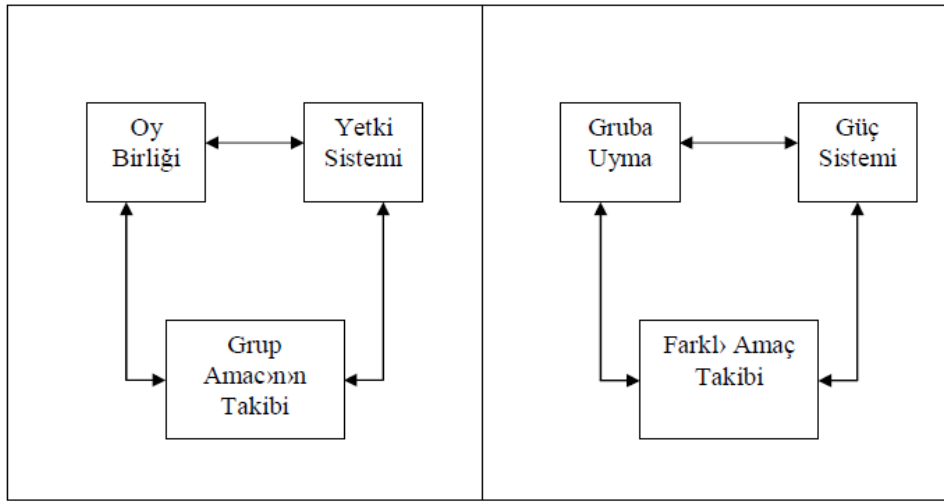 Oy
Birliği
Yetki
Sistemi
Grup
Amac›n›n
Takibi
Gruba
Uyma
Güç
Sistemi
Farkl› Amaç
Takibi